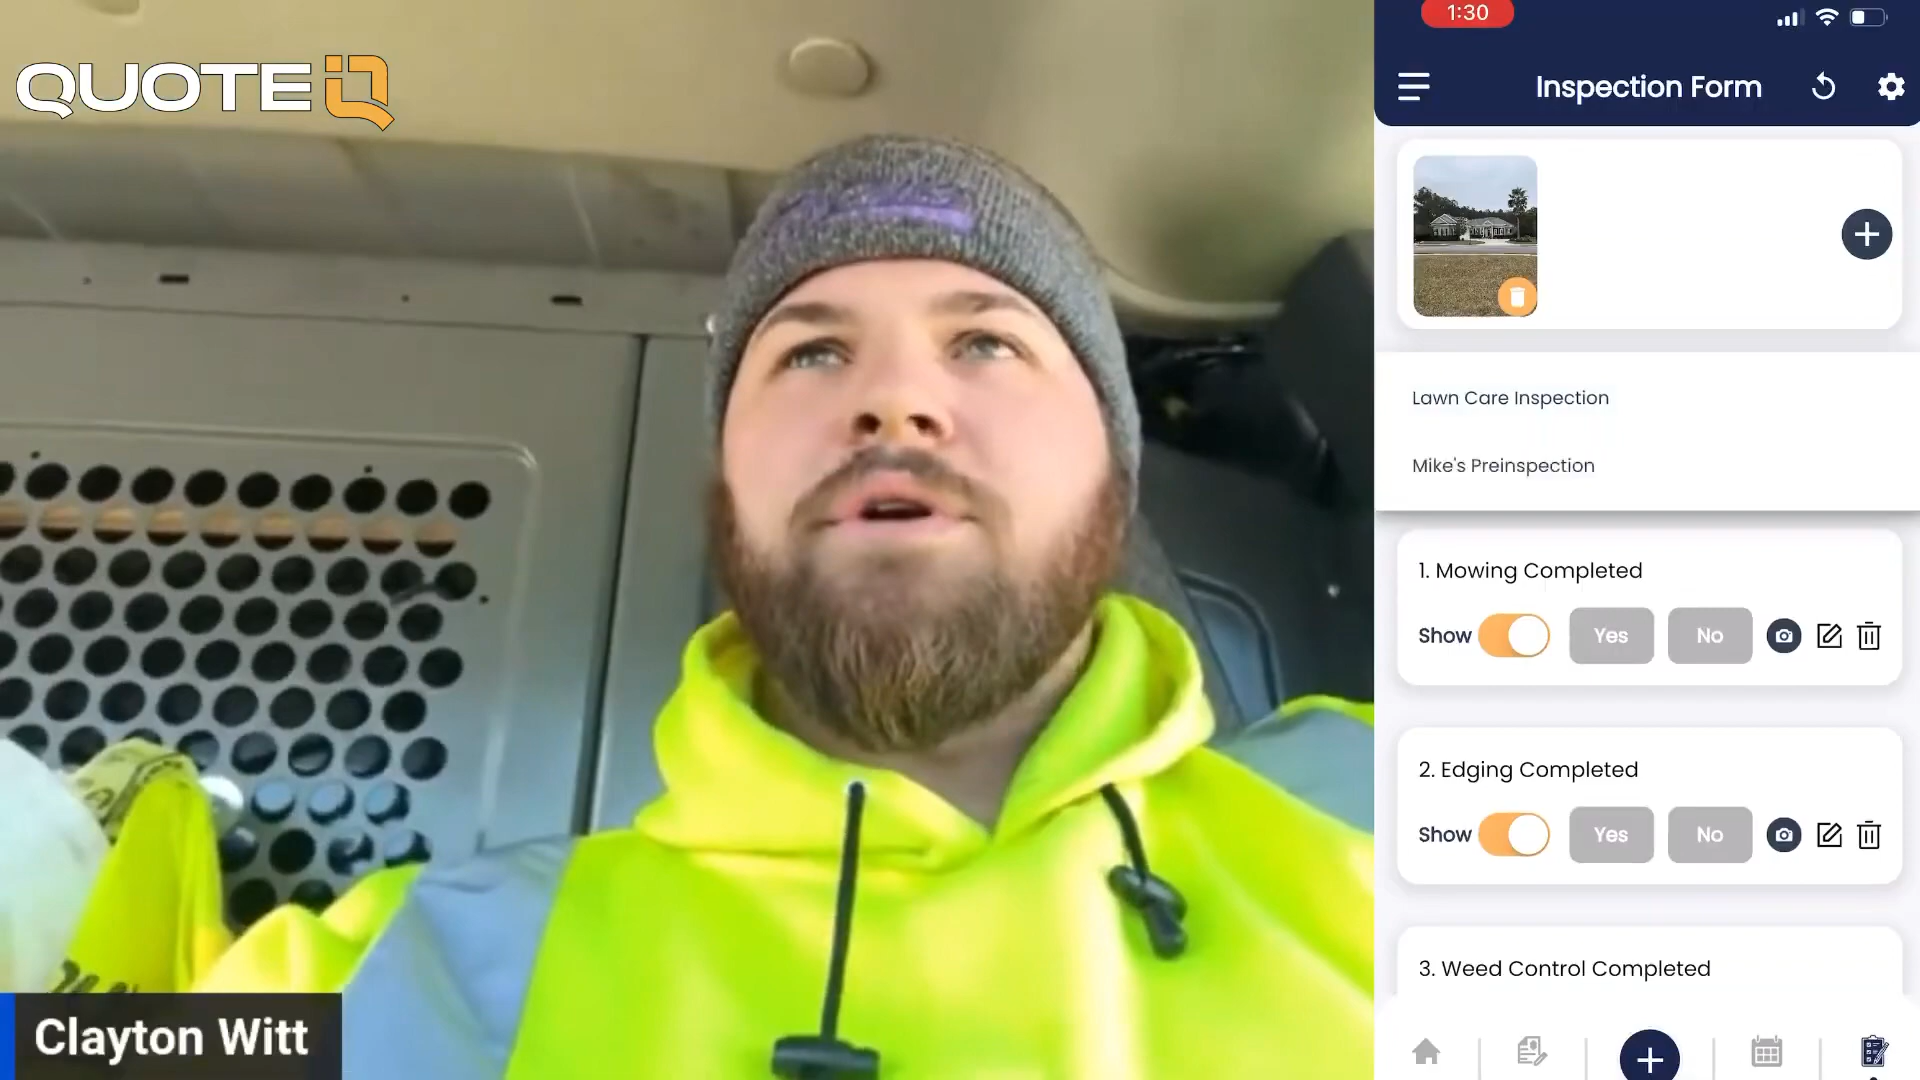 QUOTE iQ
1:30
Inspection Form
Lawn Care Inspection
Mike's Preinspection
1. Mowing Completed
Show Yes No
2. Edging Completed
Show Yes No
3. Weed Control Completed
Clayton Witt